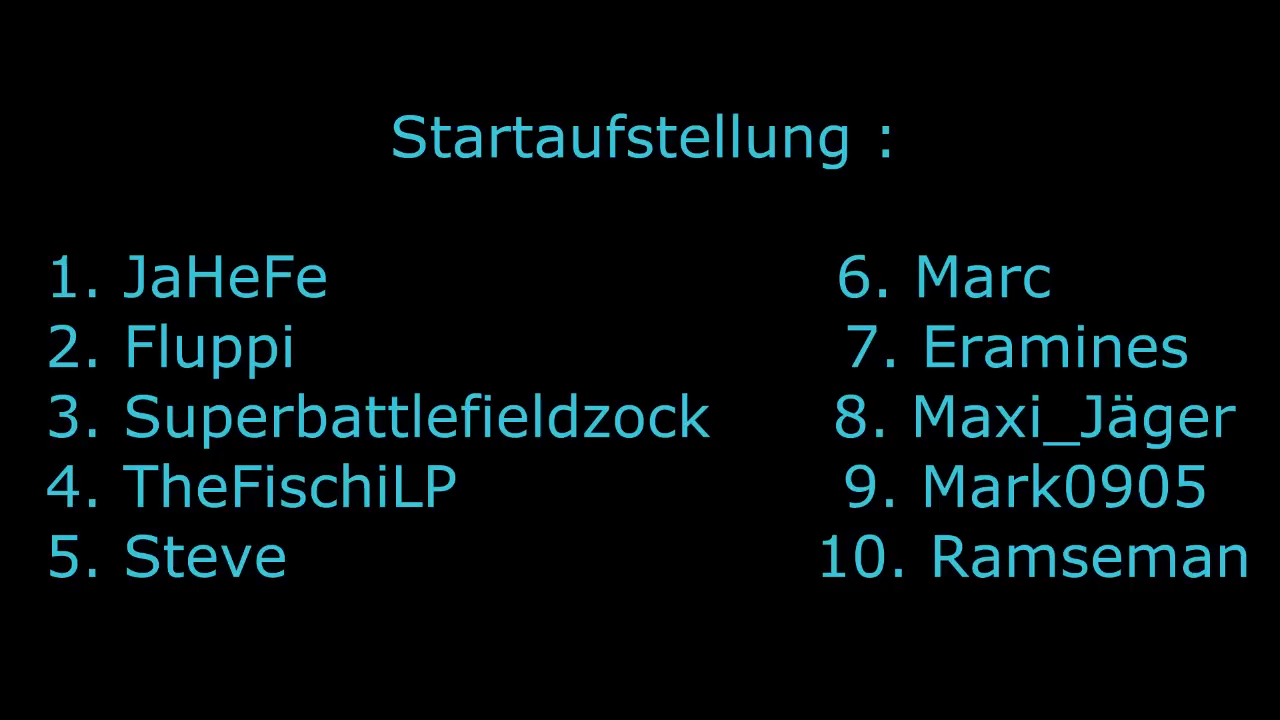 Startaufstellung :
1. JaHeFe
2. Fluppi
3. Superbattlefieldzock
4. TheFischiLP
5. Steve
6. Marc
7. Eramines
8. Maxi_Jäger
9. Mark0905
10. Ramseman